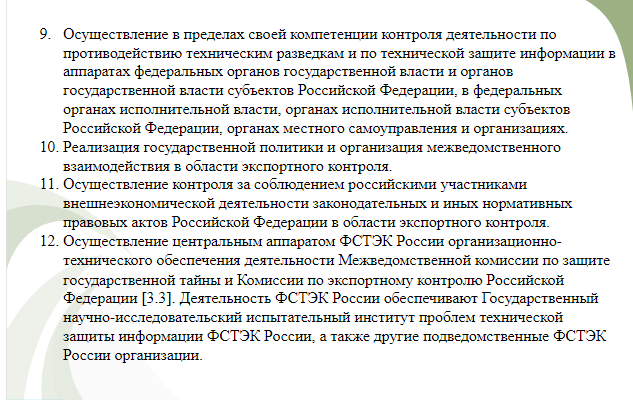 9. Осуществление в пределах своей компетенции контроля деятельности по
противодействию техническим разведкам и по технической защите информации в
аппаратах федеральных органов государственной власти и органов
государственной власти субъектов Российской Федерации, в федеральных
органах исполнительной власти, органах исполнительной власти субъектов
Российской Федерации, органах местного самоуправления и организациях.
10. Реализация государственной политики и организация межведомственного
взаимодействия в области экспортного контроля.
11. Осуществление контроля за соблюдением российскими участниками
внешнеэкономической деятельности законодательных и иных нормативных
правовых актов Российской Федерации в области экспортного контроля.
12. Осуществление центральным аппаратом ФСТЭК России организационно-
технического обеспечения деятельности Межведомственной комиссии по защите
государственной тайны и Комиссии по экспортному контролю Российской
Федерации [3.3]. Деятельность ФСТЭК России обеспечивают Государственный
научно-исследовательский испытательный институт проблем технической
защиты информации ФСТЭК России, а также другие подведомственные ФСТЭК
России организации.